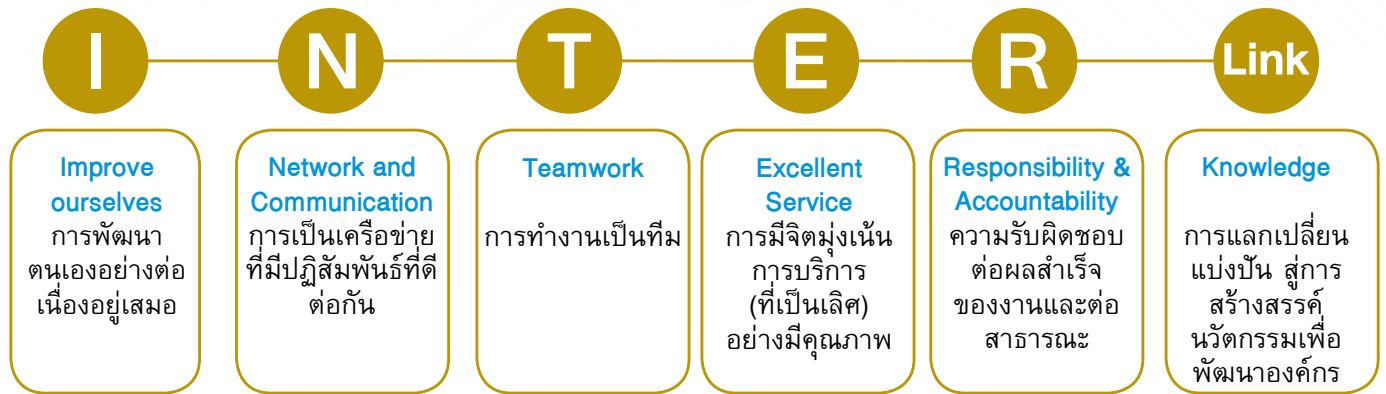 I
N
T
E
R
Link
Improve
ourselves
การพัฒนา
ตนเองอย่างต่อ
เนื่องอยู่เสมอ
Network and
Communication
การเป็นเครือข่าย
ที่มีปฏิสัมพันธ์ที่ดี
ต่อกัน
Teamwork
การทำงานเป็นทีม
Excellent
Service
การมีจิตมุ่งเน้น
การบริการ
(ที่เป็นเลิศ)
อย่างมีคุณภาพ
Responsibility &
Accountability
ความรับผิดชอบ
ต่อผลสำเร็จ
ของงานและต่อ
สาธารณะ
Knowledge
การแลกเปลี่ยน
แบ่งปัน สู่การ
สร้างสรรค์
นวัตกรรมเพื่อ
พัฒนาองค์กร